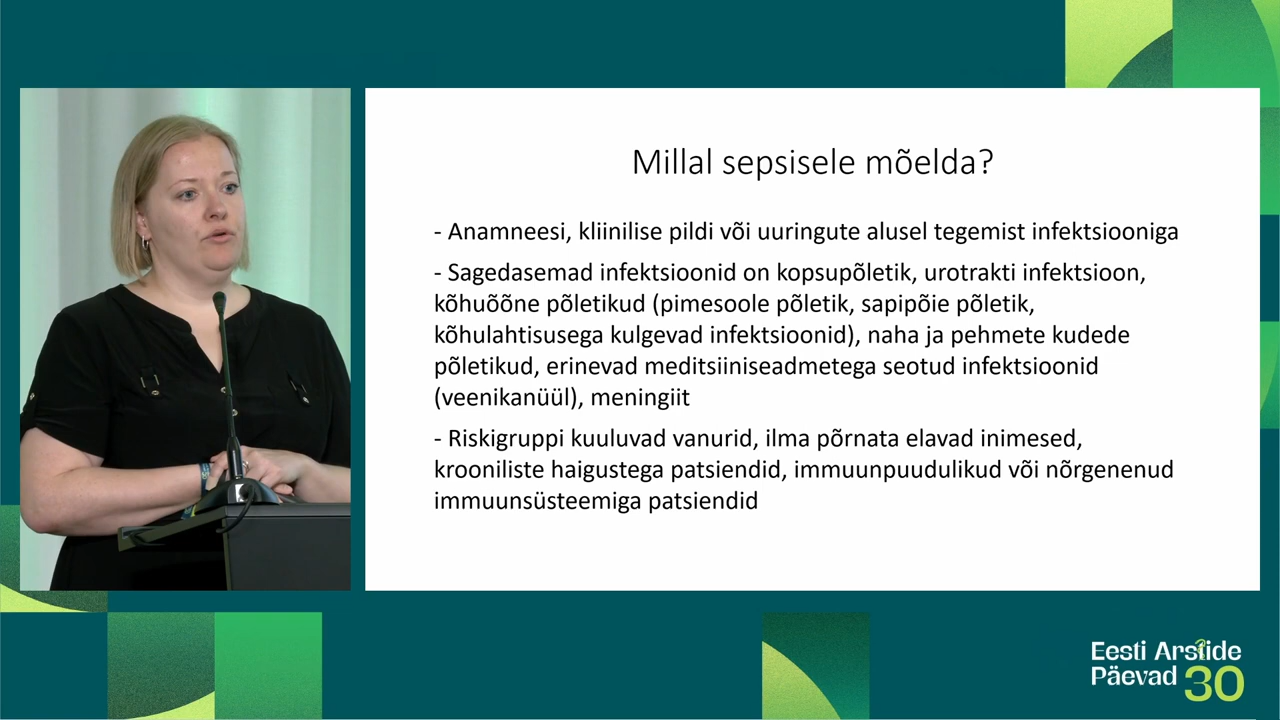 Millal sepsisele mõelda?
- Anamneesi, kliinilise pildi või uuringute alusel tegemist infektsiooniga
- Sagedasemad infektsioonid on kopsupõletik, urotrakti infektsioon,
kõhuõõne põletikud (pimesoole põletik, sapipõie põletik,
kõhulahtisusega kulgevad infektsioonid), naha ja pehmete kudede
põletikud, erinevad meditsiiniseadmetega seotud infektsioonid
(veenikanüül), meningiit
- Riskigruppi kuuluvad vanurid, ilma põrnata elavad inimesed,
krooniliste haigustega patsiendid, immuunpuudulikud või nõrgenenud
immuunsüsteemiga patsiendid
Eesti Arstide
Päevad 30